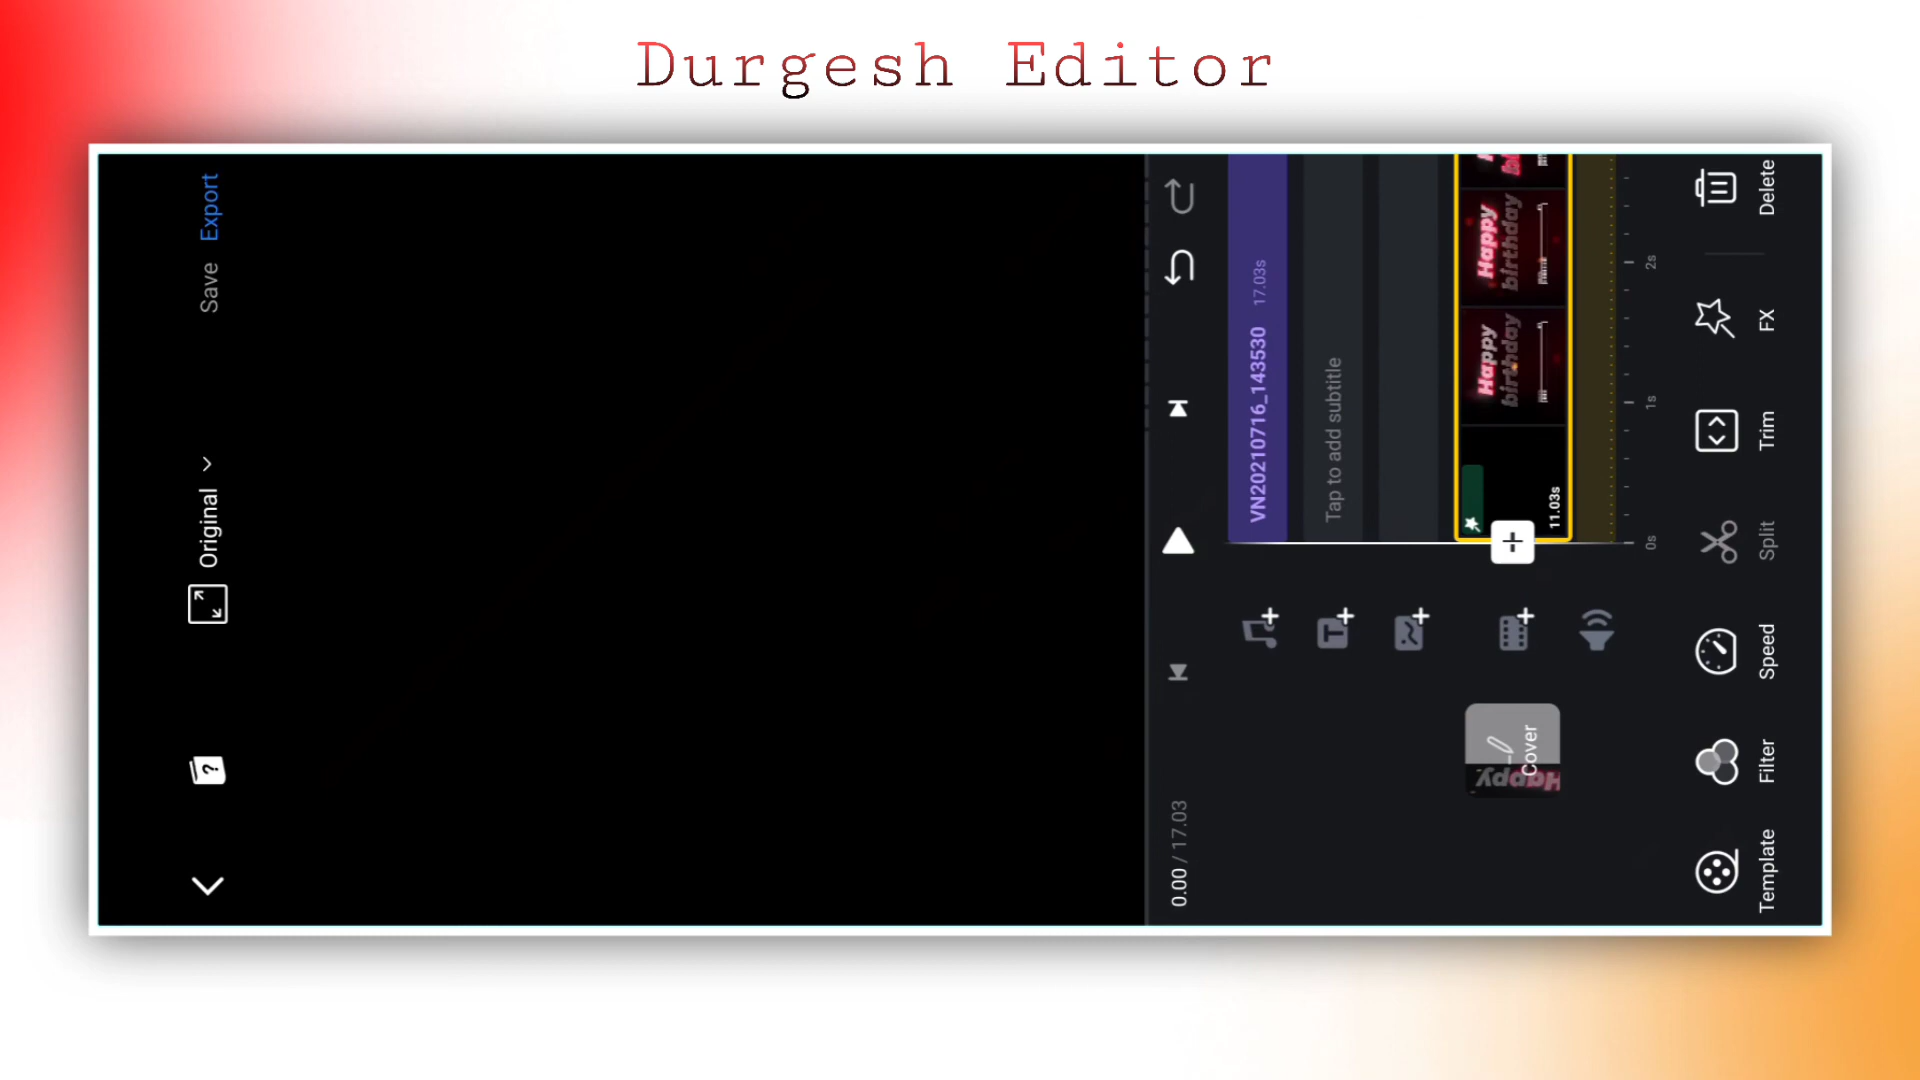 Durgesh Editor
Export
Save
Original
?
0.00 / 17.03
VN20210716_143530 17.03s
Tap to add subtitle
Happy
birthday
Happy
birthday
11.03s
0s
1s
2s
Cover
Happy
Template
Filter
Speed
Split
Trim
FX
Delete